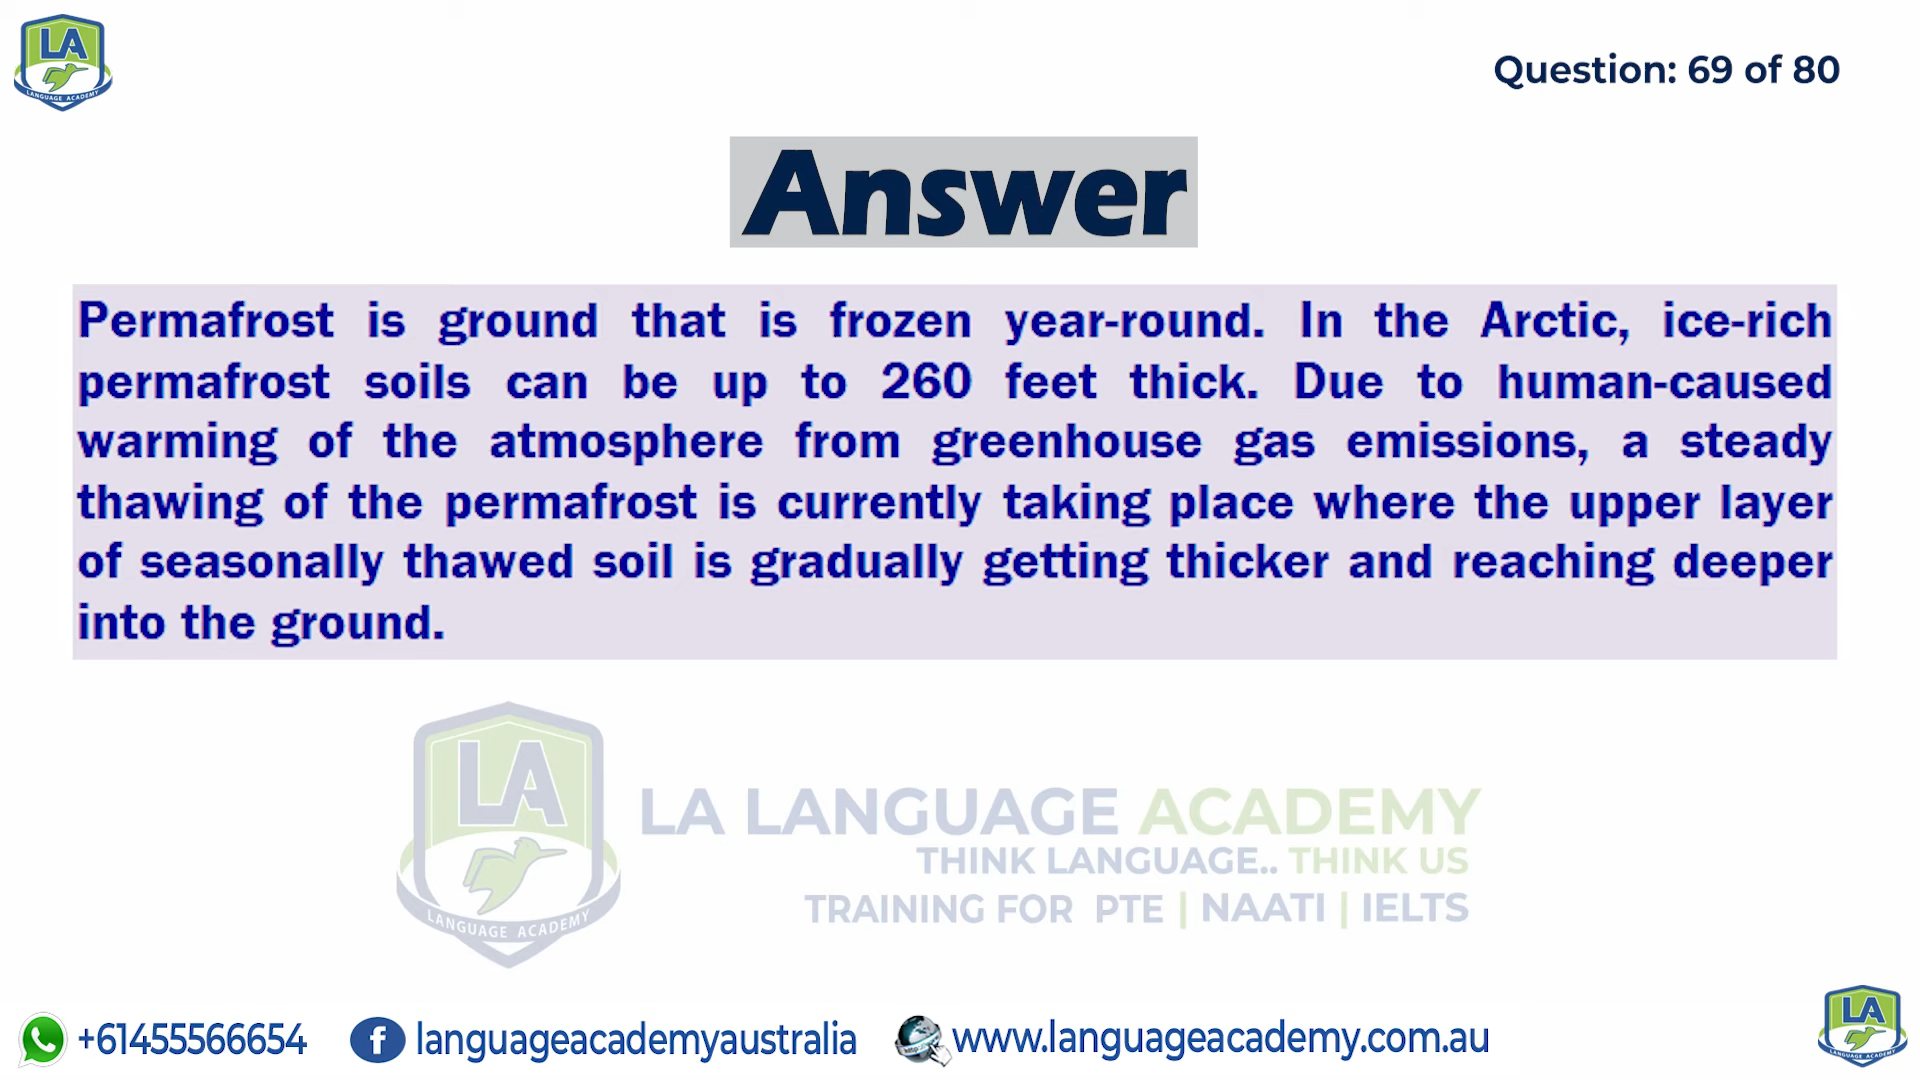 LA
LANGUAGE ACADEMY
Question: 69 of 80
Answer
Permafrost is ground that is frozen year-round. In the Arctic, ice-rich
permafrost soils can be up to 260 feet thick. Due to human-caused
warming of the atmosphere from greenhouse gas emissions, a steady
thawing of the permafrost is currently taking place where the upper layer
of seasonally thawed soil is gradually getting thicker and reaching deeper
into the ground.
LA
LANGUAGE ACADEMY
LA LANGUAGE ACADEMY
THINK LANGUAGE.. THINK US
TRAINING FOR PTE | NAATI | IELTS
+61455566654
languageacademyaustralia
www.languageacademy.com.au
LA
LANGUAGE ACADEMY